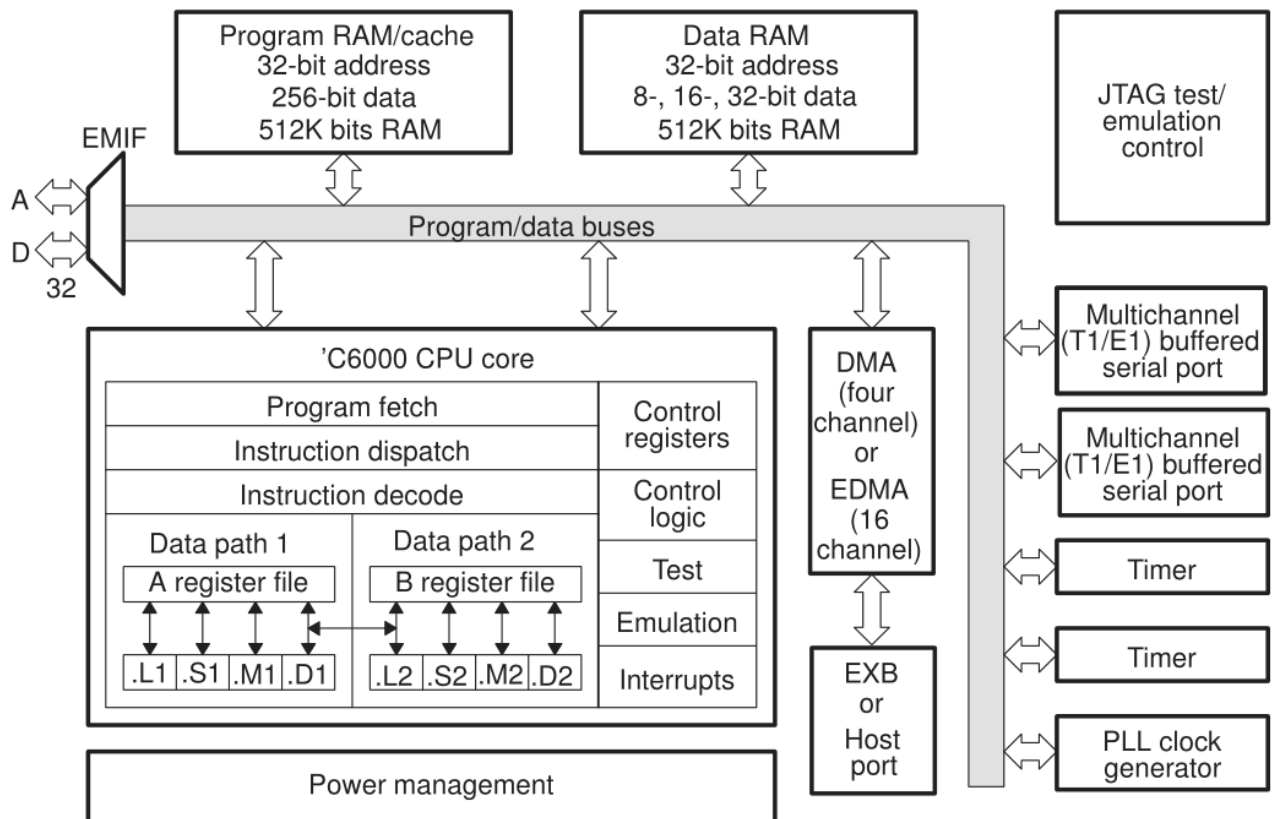 Program RAM/cache
32-bit address
256-bit data
512K bits RAM
Data RAM
32-bit address
8-, 16-, 32-bit data
512K bits RAM
JTAG test/
emulation
control
EMIF
A
D
32
Program/data buses
'C6000 CPU core
Program fetch
Instruction dispatch
Instruction decode
Data path 1
A register file
.L1 .S1 .M1 .D1
Data path 2
B register file
.L2 .S2 .M2 .D2
Control
registers
Control
logic
Test
Emulation
Interrupts
DMA
(four
channel)
or
EDMA
(16
channel)
EXB
or
Host
port
Multichannel
(T1/E1) buffered
serial port
Multichannel
(T1/E1) buffered
serial port
Timer
Timer
PLL clock
generator
Power management